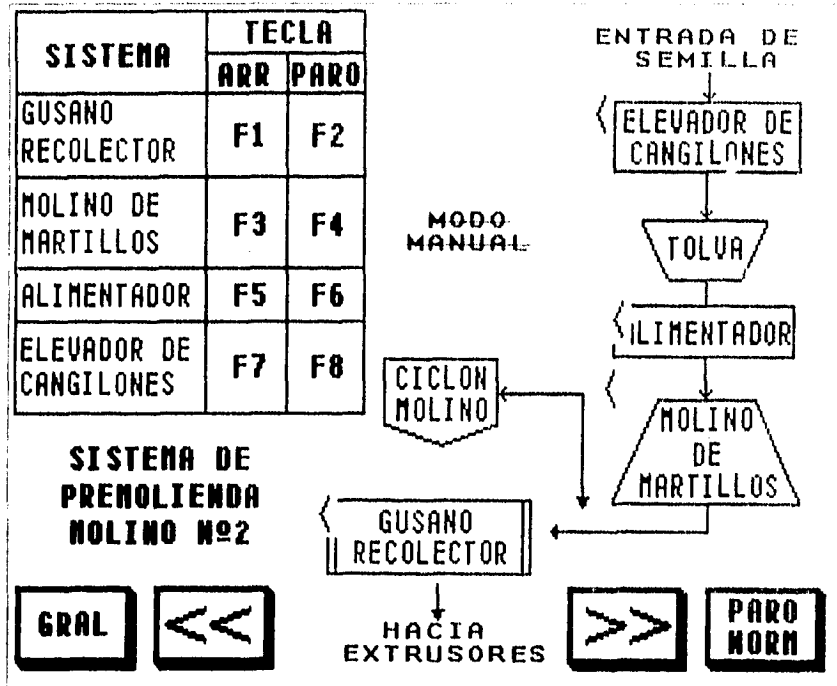 SISTEMA
TECLA
ARR PARO
GUSANO
RECOLECTOR
F1 F2
MOLINO DE
MARTILLOS
F3 F4
ALIMENTADOR F5 F6
ELEVADOR DE
CANGILONES
F7 F8
SISTEMA DE
PREMOLIENDA
MOLINO Nº2
MODO
MANUAL
ENTRADA DE
SEMILLA
ELEVADOR DE
CANGILONES
TOLVA
LIMENTADOR
MOLINO
DE
MARTILLOS
CICLON
MOLINO
GUSANO
RECOLECTOR
HACIA
EXTRUSORES
GRAL
<<
>>
PARO
NORM